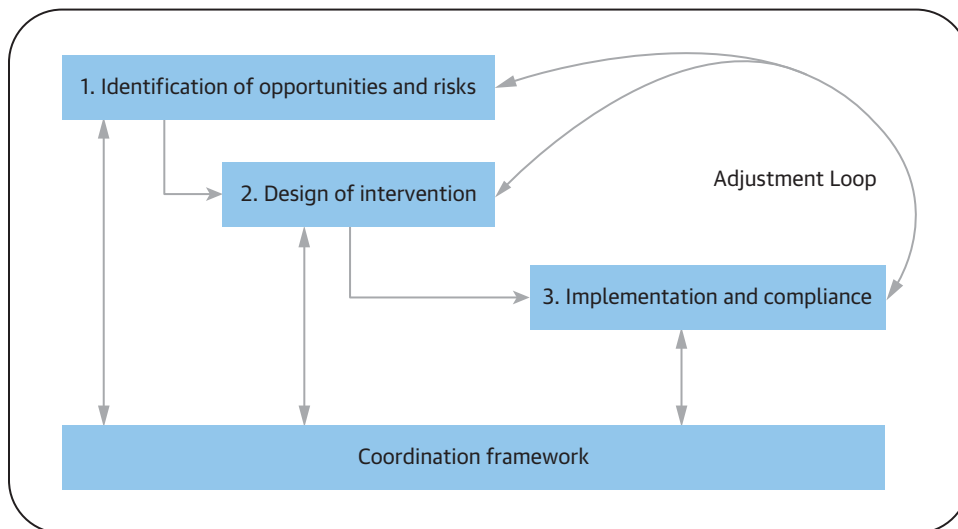 1. Identification of opportunities and risks
2. Design of intervention
Adjustment Loop
3. Implementation and compliance
Coordination framework